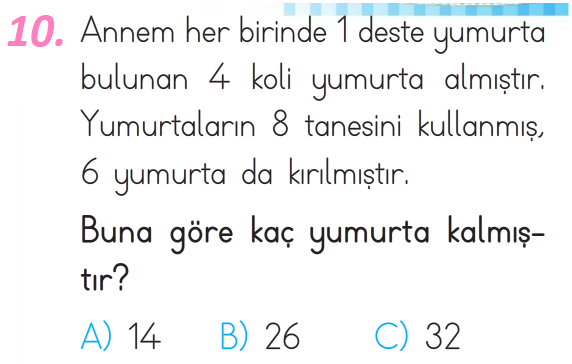 10. Annem her birinde 1 deste yumurta
bulunan 4 koli yumurta almıştır.
Yumurtaların 8 tanesini kullanmış,
6 yumurta da kırılmıştır.
Buna göre kaç yumurta kalmış-
tır?
A) 14 B) 26 C) 32